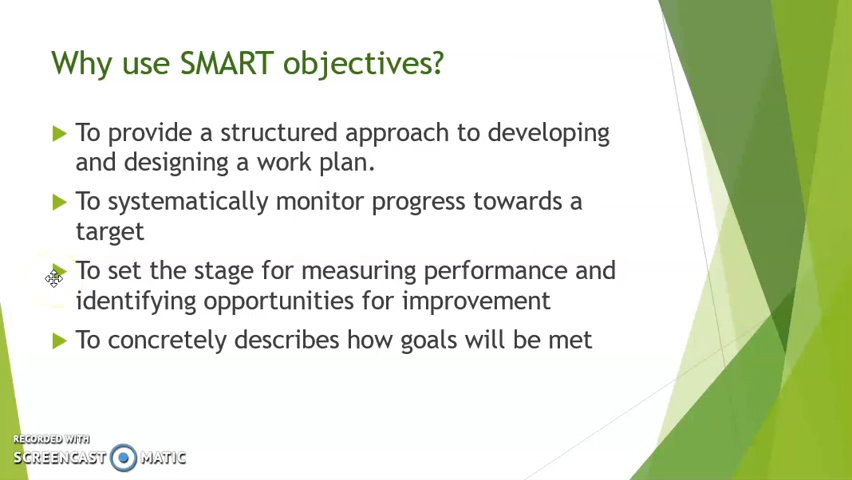 Why use SMART objectives?
To provide a structured approach to developing
and designing a work plan.
To systematically monitor progress towards a
target
To set the stage for measuring performance and
identifying opportunities for improvement
To concretely describes how goals will be met
RECORDED WITH
SCREENCAST MATIC